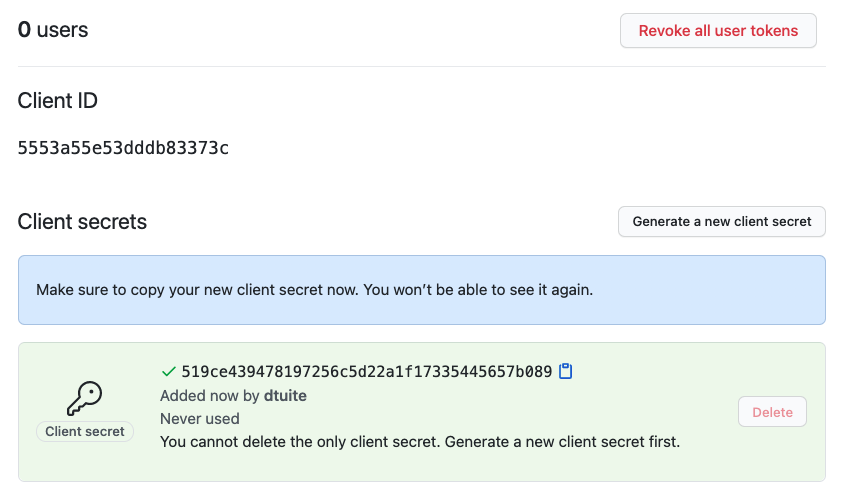 0 users
Revoke all user tokens
Client ID
5553a55e53dddb83373c
Client secrets
Generate a new client secret
Make sure to copy your new client secret now. You won’t be able to see it again.
519ce439478197256c5d22a1f17335445657b089
Added now by dtuite
Never used
Client secret
You cannot delete the only client secret. Generate a new client secret first.
Delete